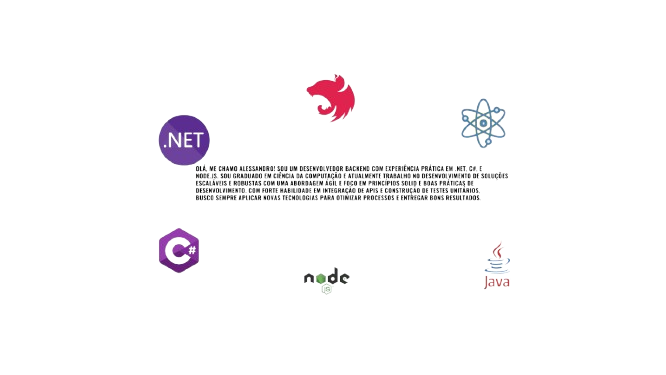 .NET
OLÁ, ME CHAMO ALESSANDRO! SOU UM DESENVOLVEDOR BACKEND COM EXPERIÊNCIA PRÁTICA EM .NET, C#, E
NODE.JS. SOU GRADUADO EM CIÊNCIA DA COMPUTAÇÃO E ATUALMENTE TRABALHO NO DESENVOLVIMENTO DE SOLUÇÕES
ESCALÁVEIS E ROBUSTAS COM UMA ABORDAGEM ÁGIL E FOCO EM PRINCÍPIOS SOLID E BOAS PRÁTICAS DE
DESENVOLVIMENTO. COM FORTE HABILIDADE EM INTEGRAÇÃO DE APIS E CONSTRUÇÃO DE TESTES UNITÁRIOS,
BUSCO SEMPRE APLICAR NOVAS TECNOLOGIAS PARA OTIMIZAR PROCESSOS E ENTREGAR BONS RESULTADOS.
C#
node
JS
Java